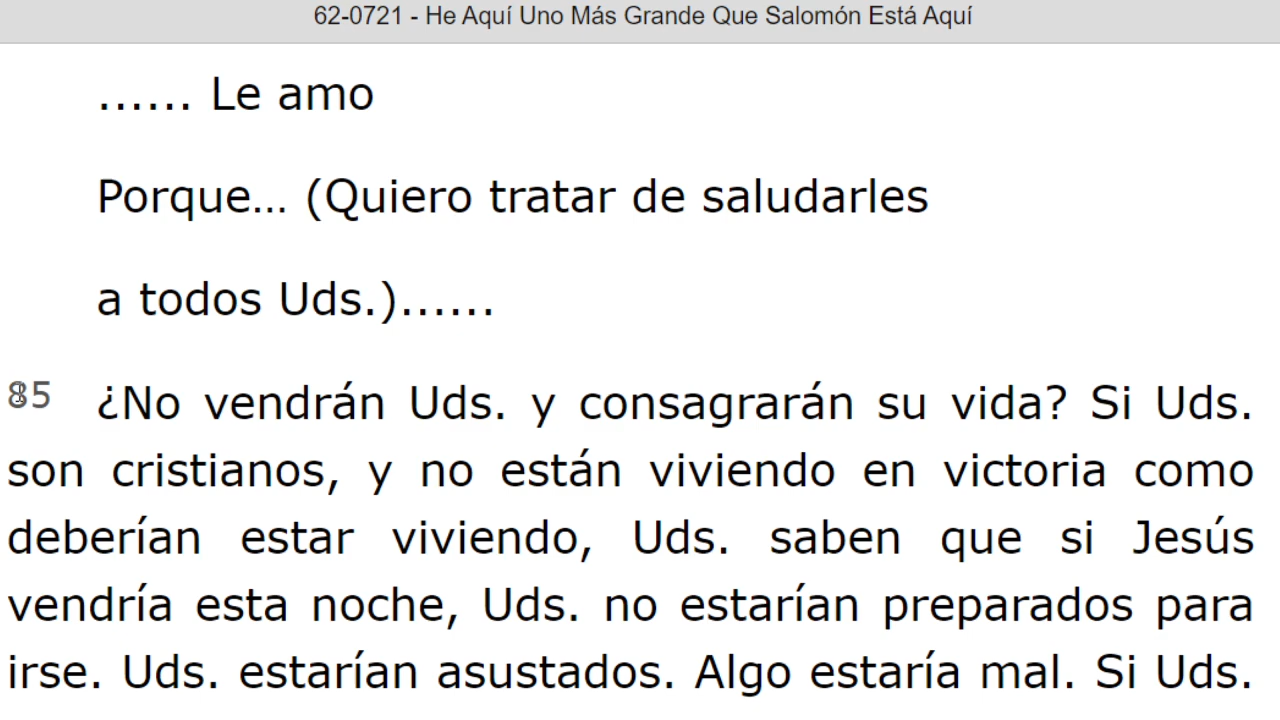 62-0721 - He Aquí Uno Más Grande Que Salomón Está Aquí
...... Le amo
Porque... (Quiero tratar de saludarles
a todos Uds.)......
85 ¿No vendrán Uds. y consagrarán su vida? Si Uds.
son cristianos, y no están viviendo en victoria como
deberían estar viviendo, Uds. saben que si Jesús
vendría esta noche, Uds. no estarían preparados para
irse. Uds. estarían asustados. Algo estaría mal. Si Uds.